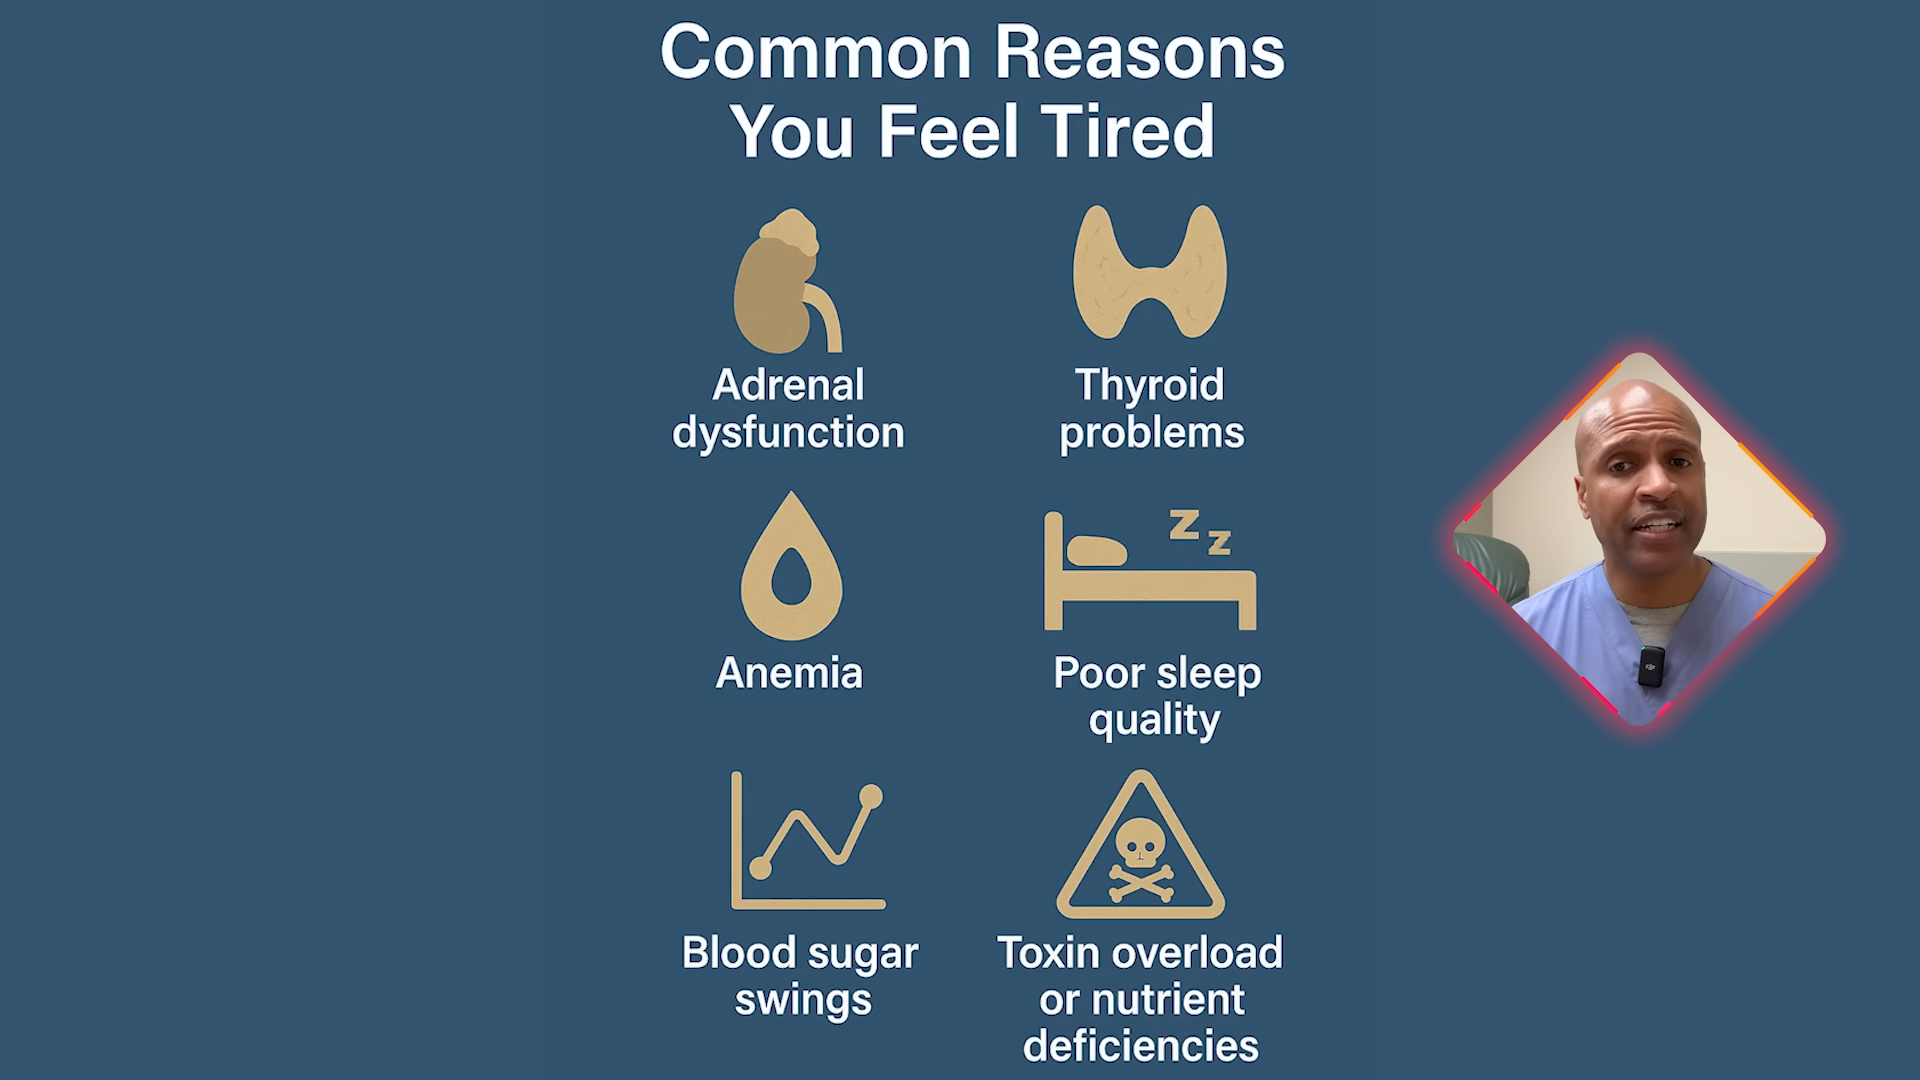 Common Reasons
You Feel Tired
Adrenal
dysfunction
Thyroid
problems
Anemia
z z
Poor sleep
quality
Blood sugar
swings
Toxin overload
or nutrient
deficiencies
dji